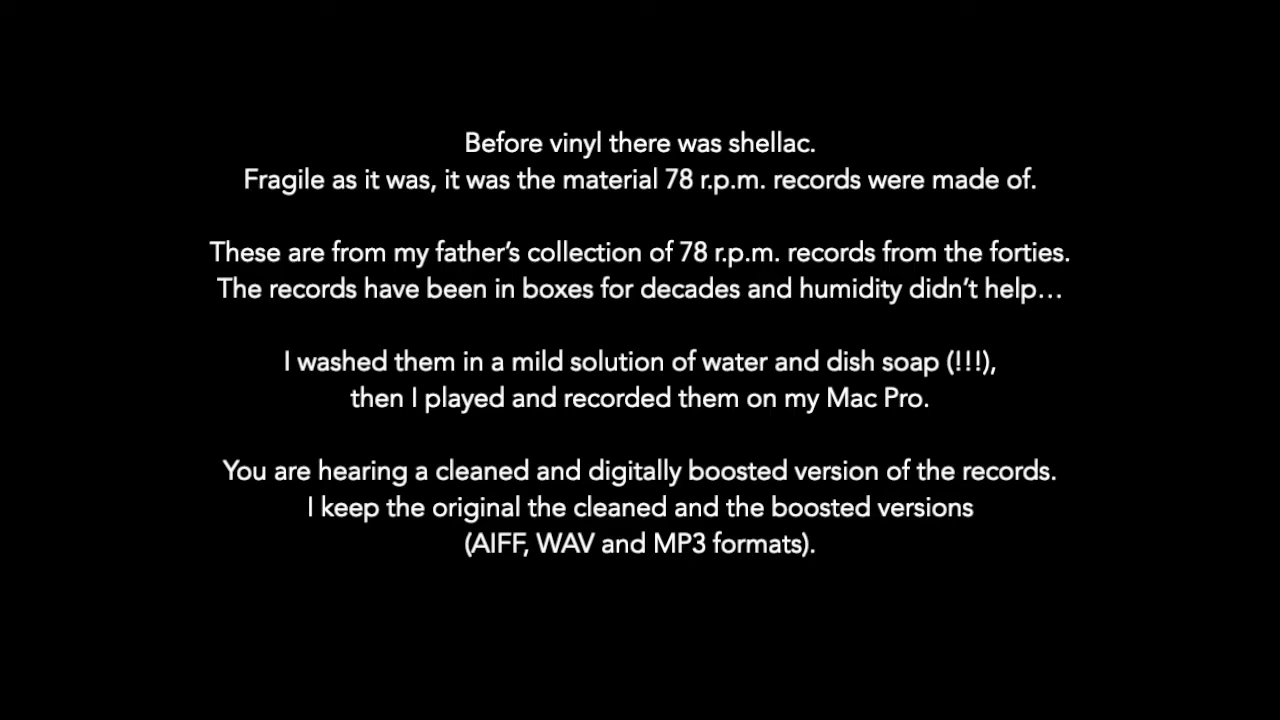 Before vinyl there was shellac.
Fragile as it was, it was the material 78 r.p.m. records were made of.
These are from my father’s collection of 78 r.p.m. records from the forties.
The records have been in boxes for decades and humidity didn’t help…
I washed them in a mild solution of water and dish soap (!!!),
then I played and recorded them on my Mac Pro.
You are hearing a cleaned and digitally boosted version of the records.
I keep the original the cleaned and the boosted versions
(AIFF, WAV and MP3 formats).